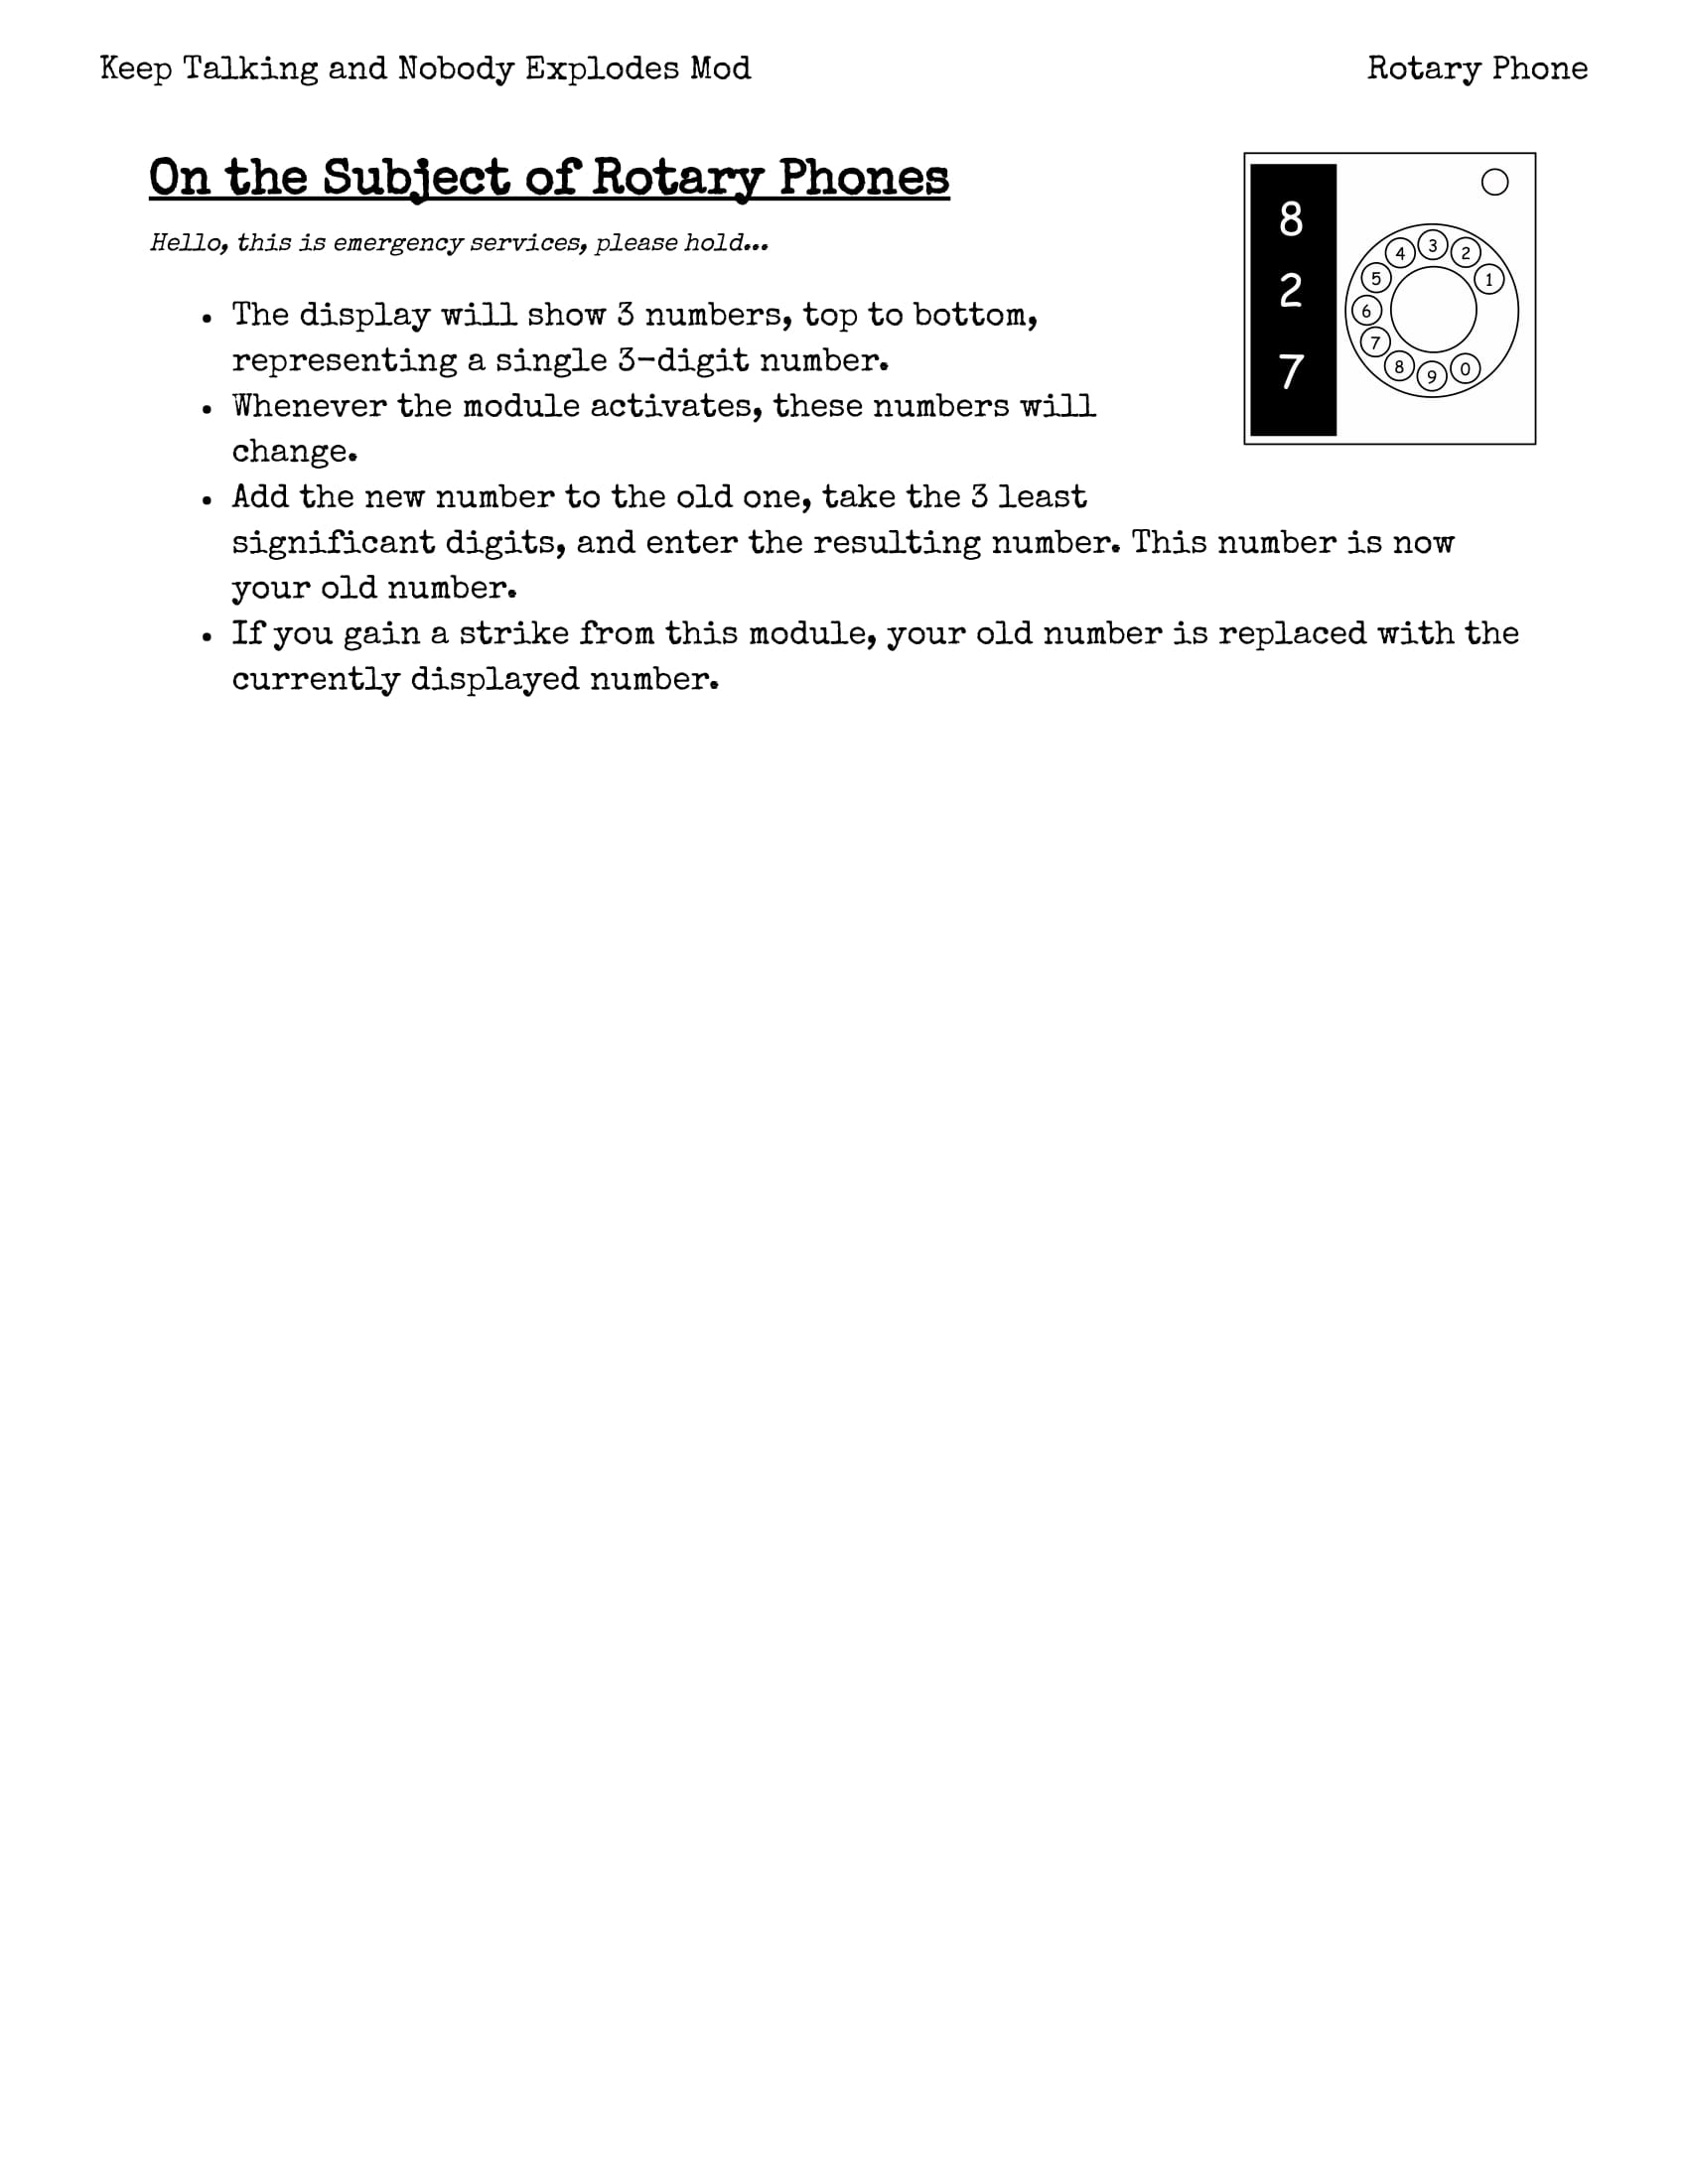 Keep Talking and Nobody Explodes Mod
Rotary Phone
On the Subject of Rotary Phones
Hello, this is emergency services, please hold...
• The display will show 3 numbers, top to bottom,
representing a single 3-digit number.
• Whenever the module activates, these numbers will
change.
• Add the new number to the old one, take the 3 least
significant digits, and enter the resulting number. This number is now
your old number.
• If you gain a strike from this module, your old number is replaced with the
currently displayed number.
8
2
7
4
3
2
5
1
6
7
8
9
0